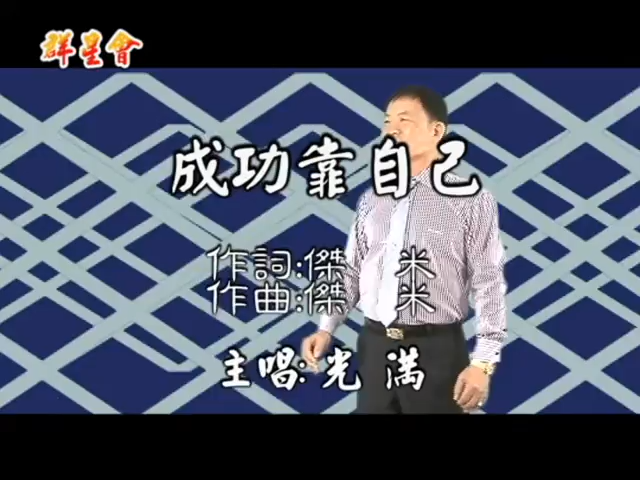 群星會
成功靠自己
作詞:傑 米
作曲:傑 米
主唱:光 滿